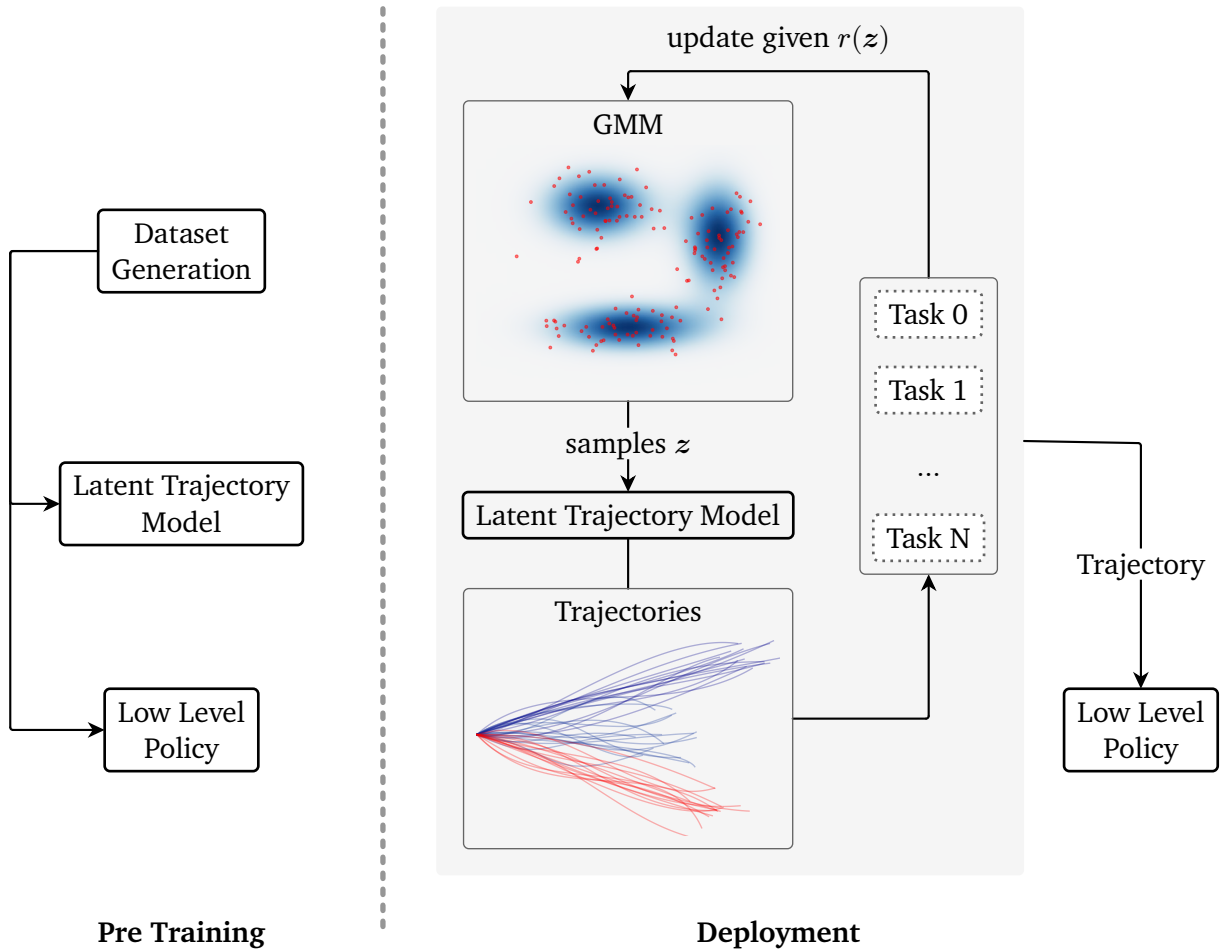 Dataset
Generation
Latent Trajectory
Model
Low Level
Policy
Pre Training
update given r(z)
GMM
samples z
Latent Trajectory Model
Trajectories
Task 0
Task 1
...
Task N
Trajectory
Low Level
Policy
Deployment